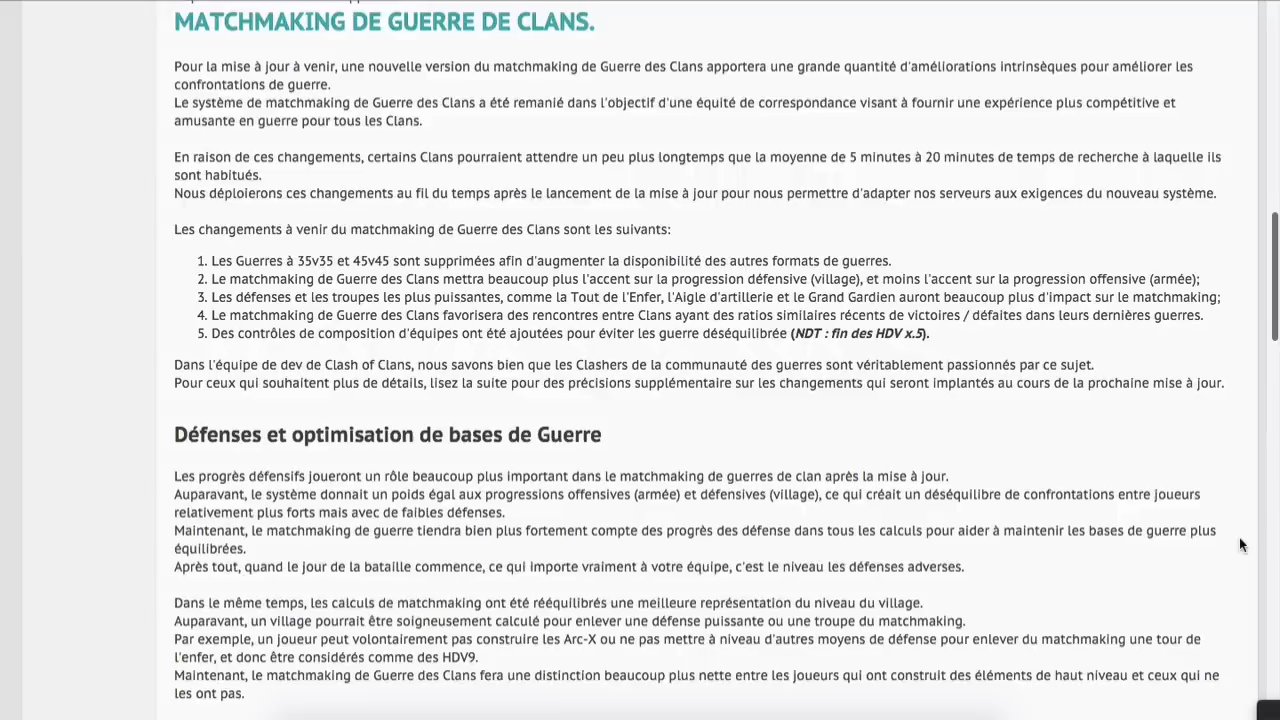 MATCHMAKING DE GUERRE DE CLANS.
Pour la mise à jour à venir, une nouvelle version du matchmaking de Guerre des Clans apportera une grande quantité d'améliorations intrinsèques pour améliorer les
confrontations de guerre.
Le système de matchmaking de Guerre des Clans a été remanié dans l'objectif d'une équité de correspondance visant à fournir une expérience plus compétitive et
amusante en guerre pour tous les Clans.
En raison de ces changements, certains Clans pourraient attendre un peu plus longtemps que la moyenne de 5 minutes à 20 minutes de temps de recherche à laquelle ils
sont habitués.
Nous déploierons ces changements au fil du temps après le lancement de la mise à jour pour nous permettre d'adapter nos serveurs aux exigences du nouveau système.
Les changements à venir du matchmaking de Guerre des Clans sont les suivants:
1. Les Guerres à 35v35 et 45v45 sont supprimées afin d'augmenter la disponibilité des autres formats de guerres.
2. Le matchmaking de Guerre des Clans mettra beaucoup plus l'accent sur la progression défensive (village), et moins l'accent sur la progression offensive (armée);
3. Les défenses et les troupes les plus puissantes, comme la Tout de l'Enfer, l'Aigle d'artillerie et le Grand Gardien auront beaucoup plus d'impact sur le matchmaking;
4. Le matchmaking de Guerre des Clans favorisera des rencontres entre Clans ayant des ratios similaires récents de victoires / défaites dans leurs dernières guerres.
5. Des contrôles de composition d'équipes ont été ajoutées pour éviter les guerre déséquilibrée (NDT : fin des HDV x.5).
Dans l'équipe de dev de Clash of Clans, nous savons bien que les Clashers de la communauté des guerres sont véritablement passionnés par ce sujet.
Pour ceux qui souhaitent plus de détails, lisez la suite pour des précisions supplémentaire sur les changements qui seront implantés au cours de la prochaine mise à jour.
Défenses et optimisation de bases de Guerre
Les progrès défensifs joueront un rôle beaucoup plus important dans le matchmaking de guerres de clan après la mise à jour.
Auparavant, le système donnait un poids égal aux progressions offensives (armée) et défensives (village), ce qui créait un déséquilibre de confrontations entre joueurs
relativement plus forts mais avec de faibles défenses.
Maintenant, le matchmaking de guerre tiendra bien plus fortement compte des progrès des défense dans tous les calculs pour aider à maintenir les bases de guerre plus
équilibrées.
Après tout, quand le jour de la bataille commence, ce qui importe vraiment à votre équipe, c'est le niveau les défenses adverses.
Dans le même temps, les calculs de matchmaking ont été rééquilibrés une meilleure représentation du niveau du village.
Auparavant, un village pourrait être soigneusement calculé pour enlever une défense puissante ou une troupe du matchmaking.
Par exemple, un joueur peut volontairement pas construire les Arc-X ou ne pas mettre à niveau d'autres moyens de défense pour enlever du matchmaking une tour de
l'enfer, et donc être considérés comme des HDV9.
Maintenant, le matchmaking de Guerre des Clans fera une distinction beaucoup plus nette entre les joueurs qui ont construit des éléments de haut niveau et ceux qui ne
les ont pas.